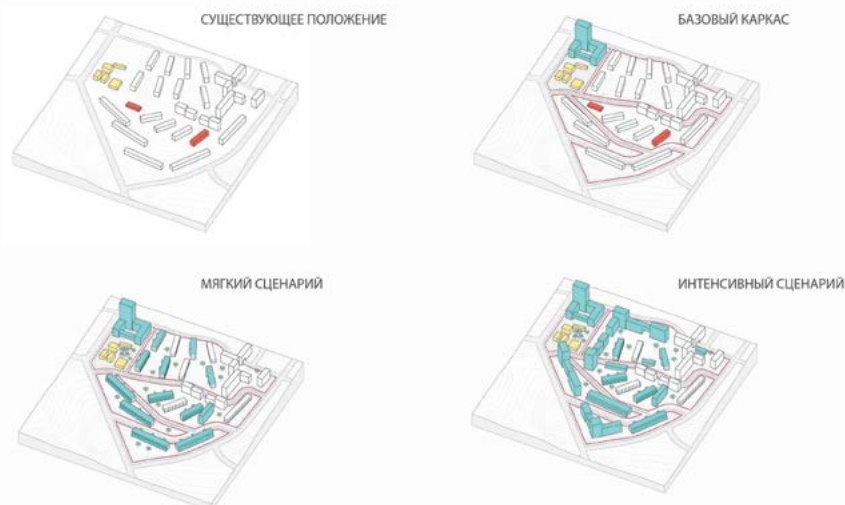 СУЩЕСТВУЮЩЕЕ ПОЛОЖЕНИЕ
БАЗОВЫЙ КАРКАС
МЯГКИЙ СЦЕНАРИЙ
ИНТЕНСИВНЫЙ СЦЕНАРИЙ